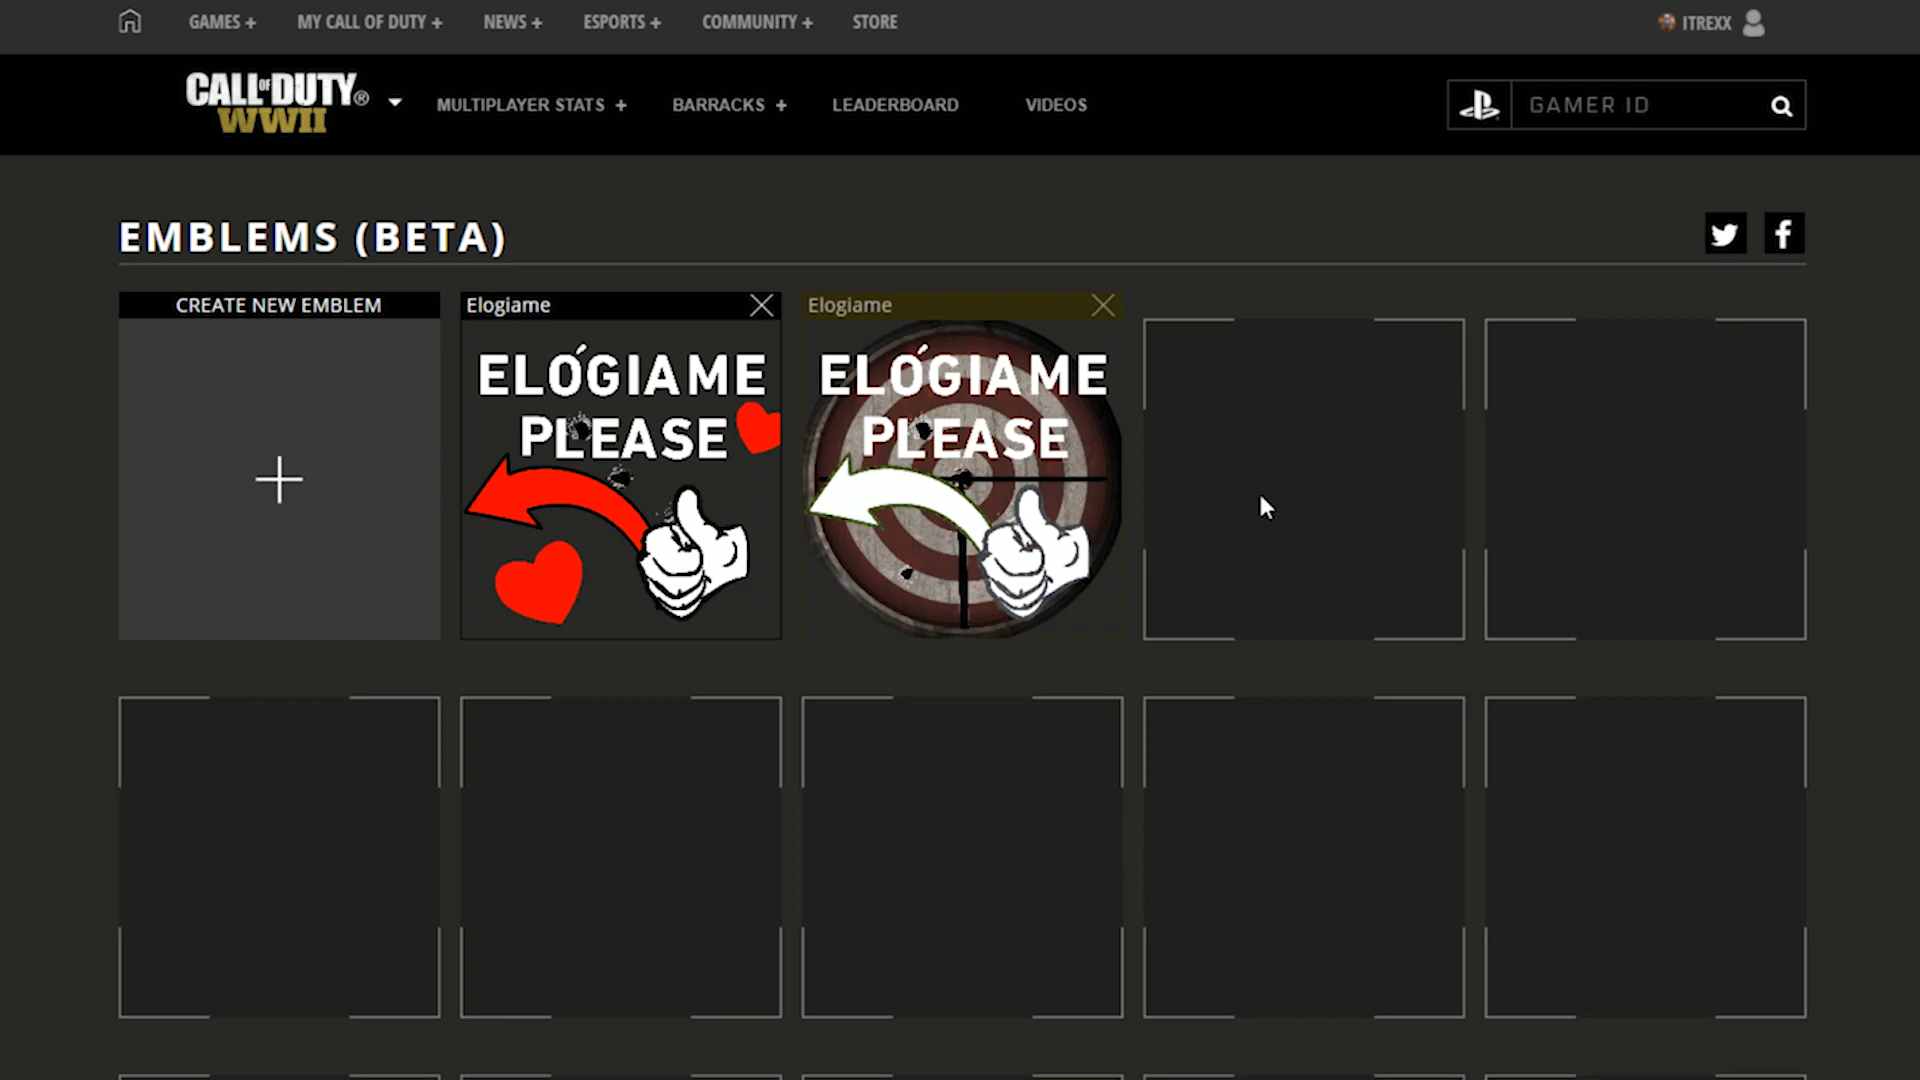 GAMES +
MY CALL OF DUTY +
NEWS +
ESPORTS +
COMMUNITY +
STORE
ITREXX
CALL OF DUTY®
WWII
MULTIPLAYER STATS +
BARRACKS +
LEADERBOARD
VIDEOS
GAMER ID
EMBLEMS (BETA)
CREATE NEW EMBLEM
Elogiame
ELÓGIAME
PLEASE
Elogiame
ELÓGIAME
PLEASE